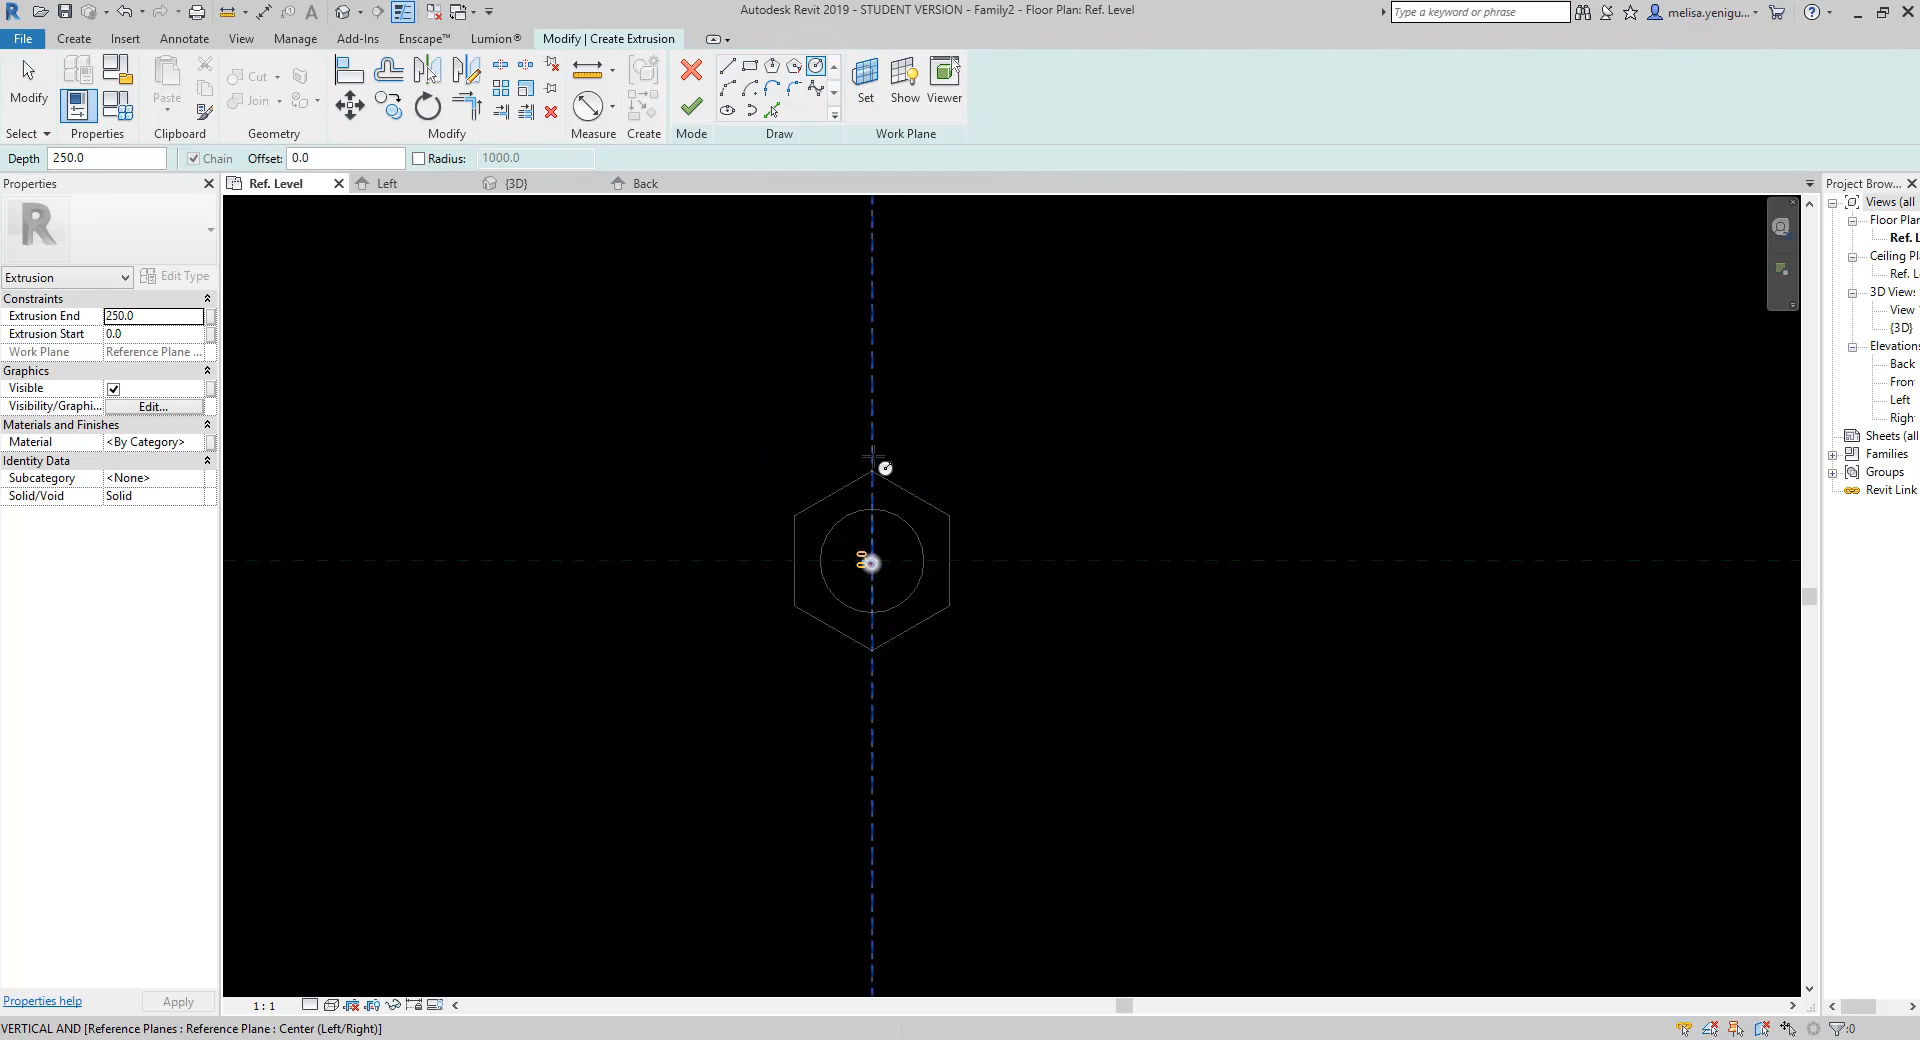 Autodesk Revit 2019 - STUDENT VERSION - Family2 - Floor Plan: Ref. Level
Type a keyword or phrase
melisa.yenigu...
File Create Insert Annotate View Manage Add-Ins Enscape™ Lumion® Modify | Create Extrusion
Modify
Paste
Cut
Join
Set Show Viewer
Select Properties Clipboard Geometry Modify Measure Create Mode Draw Work Plane
Depth 250.0 Chain Offset: 0.0 Radius: 1000.0
Properties
Ref. Level Left {3D} Back
Project Brow...
R
Extrusion Edit Type
Constraints
Extrusion End 250.0
Extrusion Start 0.0
Work Plane Reference Plane ...
Graphics
Visible
Visibility/Graphi... Edit...
Materials and Finishes
Material <By Category>
Identity Data
Subcategory <None>
Solid/Void Solid
Views (all
Floor Plan
Ref. L
Ceiling Pl
Ref. L
3D Views
View
{3D}
Elevations
Back
Fron
Left
Righ
Sheets (all
Families
Groups
Revit Link
Properties help Apply
1 : 1
VERTICAL AND [Reference Planes : Reference Plane : Center (Left/Right)]
:0